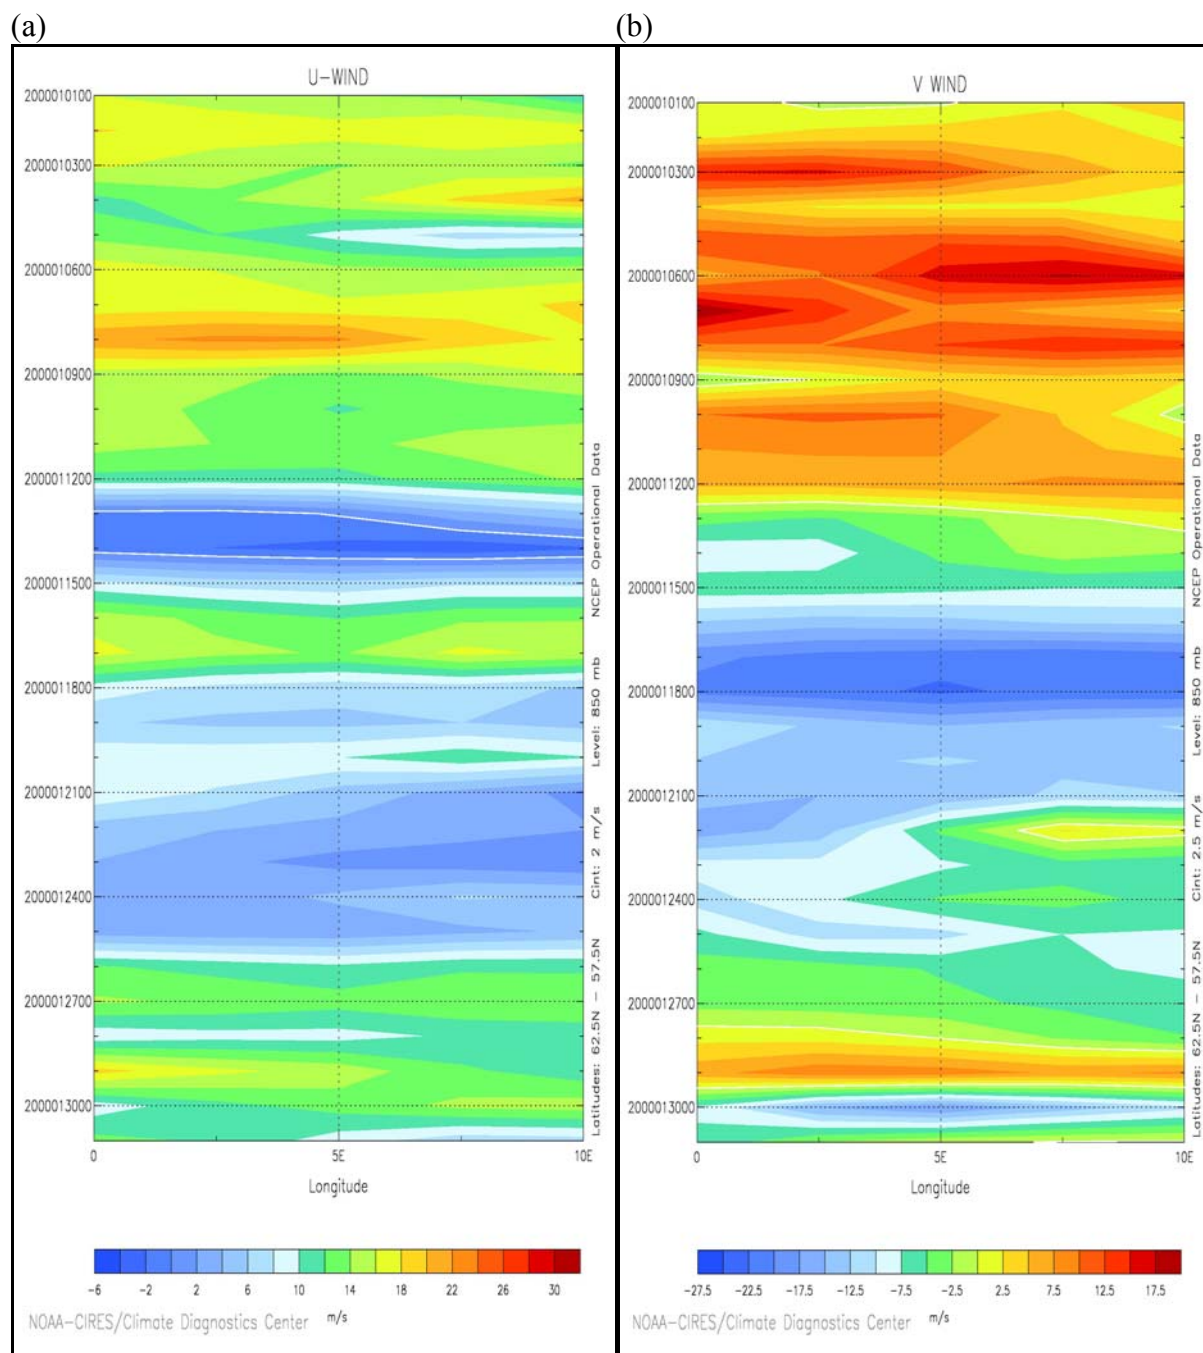 (a)
(b)
U-WIND
2000010100
2000010300
2000010600
2000010900
2000011200
2000011500
2000011800
2000012100
2000012400
2000012700
2000013000
0
5E
10E
Longitude
Latitudes: 62.5N - 57.5N Cint: 2 m/s Level: 850 mb NCEP Operational Data
-6 -2 2 6 10 14 18 22 26 30
m/s
NOAA-CIRES/Climate Diagnostics Center
V WIND
2000010100
2000010300
2000010600
2000010900
2000011200
2000011500
2000011800
2000012100
2000012400
2000012700
2000013000
0
5E
10E
Longitude
Latitudes: 62.5N - 57.5N Cint: 2.5 m/s Level: 850 mb NCEP Operational Data
-27.5 -22.5 -17.5 -12.5 -7.5 -2.5 2.5 7.5 12.5 17.5
m/s
NOAA-CIRES/Climate Diagnostics Center